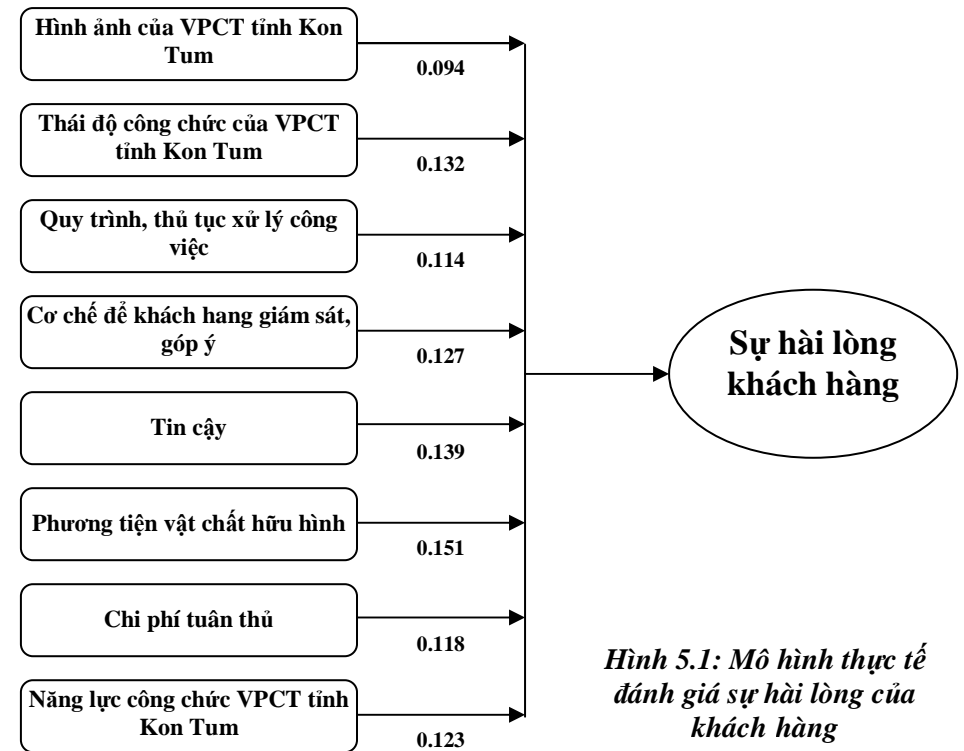 Hình ảnh của VPCT tỉnh Kon
Tum
0.094
Thái độ công chức của VPCT
tỉnh Kon Tum
0.132
Quy trình, thủ tục xử lý công
việc
0.114
Cơ chế để khách hang giám sát,
góp ý
0.127
Tin cậy
0.139
Phương tiện vật chất hữu hình
0.151
Chi phí tuân thủ
0.118
Năng lực công chức VPCT tỉnh
Kon Tum
0.123
Sự hài lòng
khách hàng
Hình 5.1: Mô hình thực tế
đánh giá sự hài lòng của
khách hàng